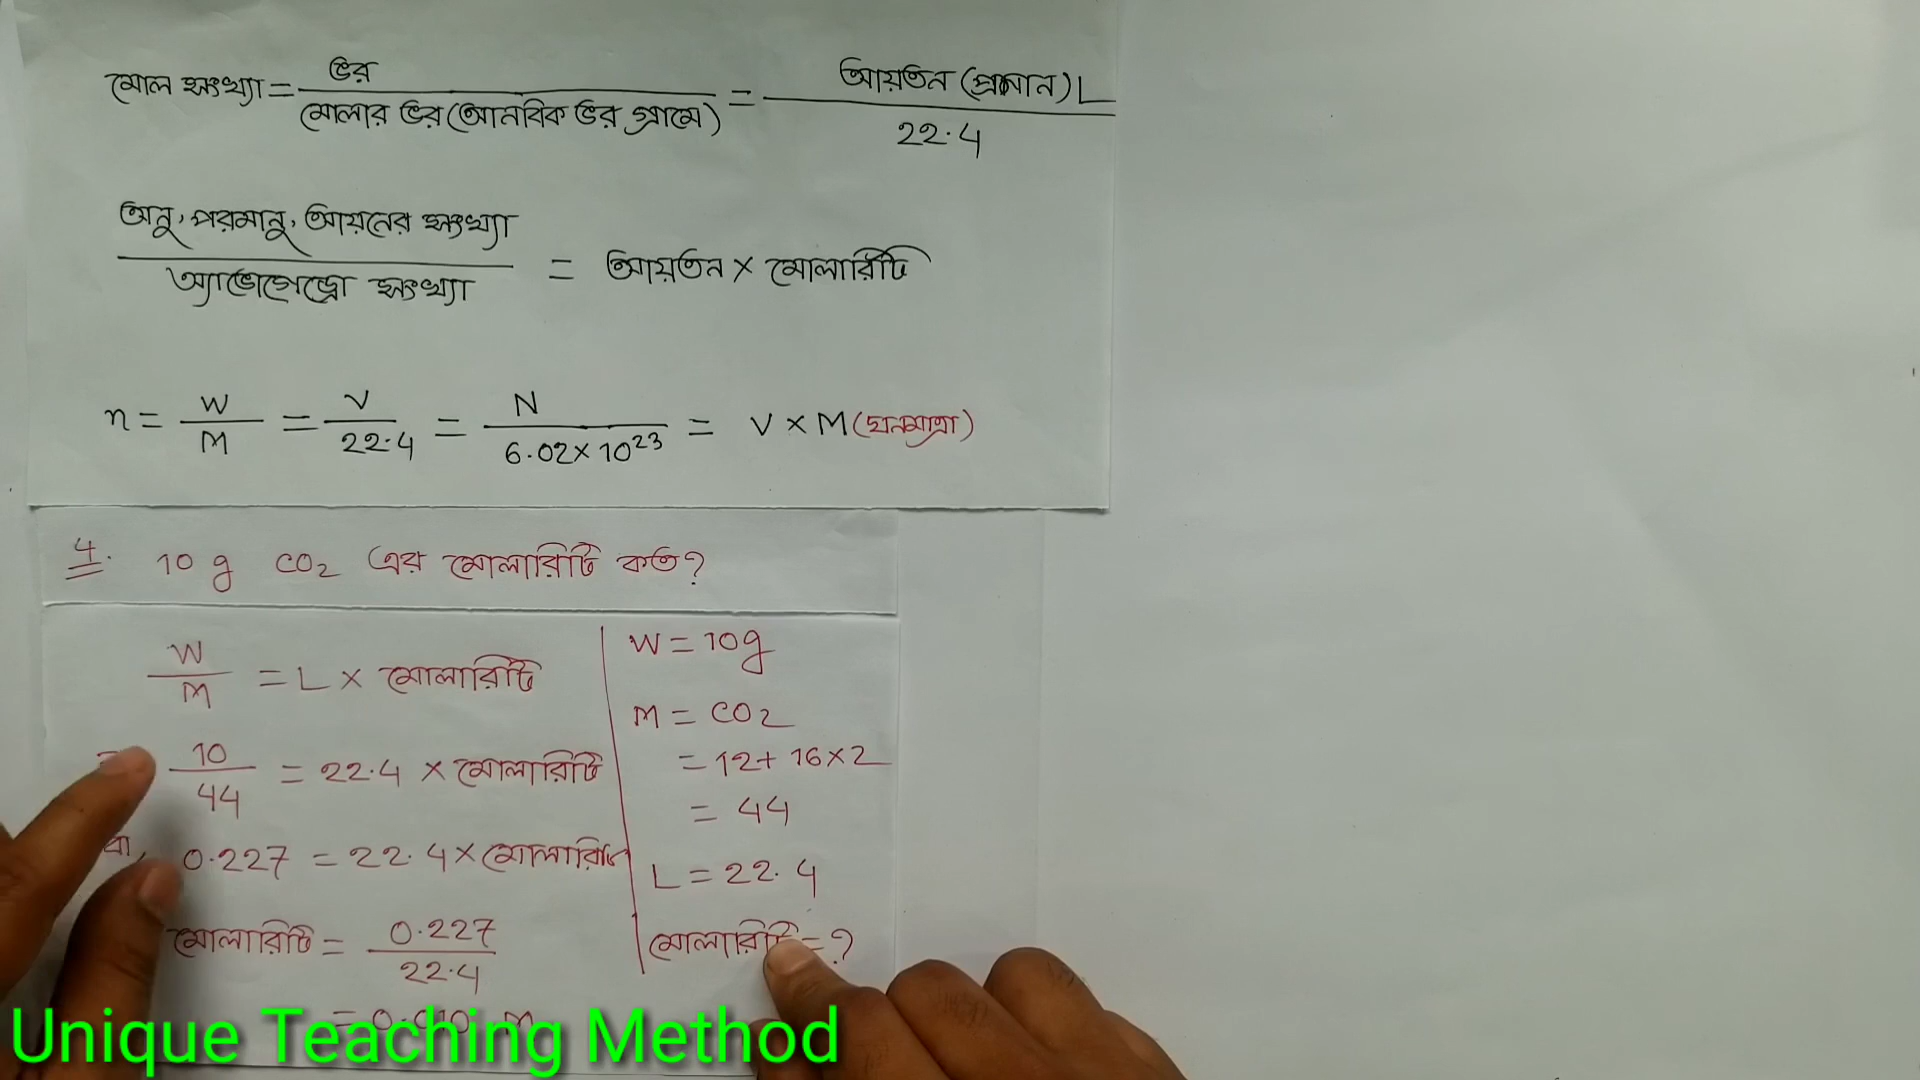 মোল সংখ্যা = ভর / মোলার ভর (আনবিক ভর গ্রামে) = আয়তন (প্রমান) L / 22.4
অনু, পরমানু, আয়নের সংখ্যা / অ্যাভোগেড্রো সংখ্যা = আয়তন × মোলারিটি
n = W / M = V / 22.4 = N / 6.02×10²³ = V × M (ঘনমাত্রা)
4. 10 g CO₂ এর মোলারিটি কত?
W / M = L × মোলারিটি
10 / 44 = 22.4 × মোলারিটি
বা, 0.227 = 22.4 × মোলারিটি
মোলারিটি = 0.227 / 22.4
= 0.010 M
W = 10g
M = CO₂
= 12 + 16×2
= 44
L = 22.4
মোলারিটি = ?
Unique Teaching Method